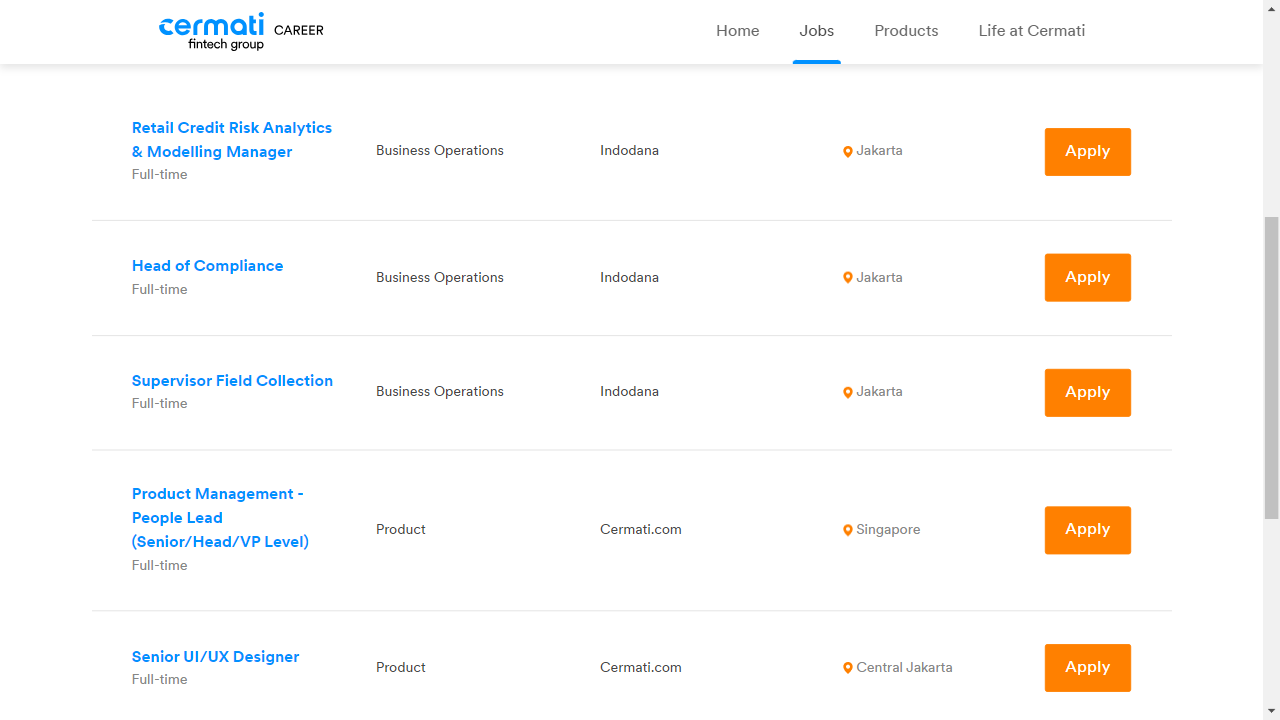 cermati
fintech group
CAREER
Home
Jobs
Products
Life at Cermati
Retail Credit Risk Analytics
& Modelling Manager
Full-time
Business Operations
Indodana
Jakarta
Apply
Head of Compliance
Full-time
Business Operations
Indodana
Jakarta
Apply
Supervisor Field Collection
Full-time
Business Operations
Indodana
Jakarta
Apply
Product Management -
People Lead
(Senior/Head/VP Level)
Full-time
Product
Cermati.com
Singapore
Apply
Senior UI/UX Designer
Full-time
Product
Cermati.com
Central Jakarta
Apply